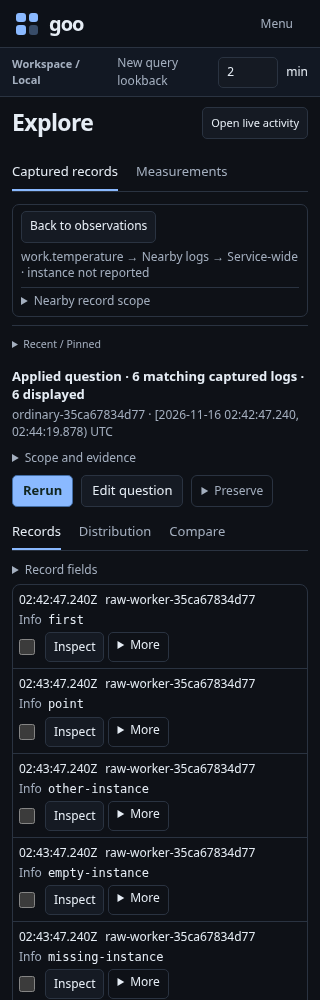 goo
Menu
Workspace /
Local
New query
lookback
2
min
Explore
Open live activity
Captured records
Measurements
Back to observations
work.temperature → Nearby logs → Service-wide
· instance not reported
Nearby record scope
Recent / Pinned
Applied question · 6 matching captured logs ·
6 displayed
ordinary-35ca67834d77 · [2026-11-16 02:42:47.240,
02:44:19.878) UTC
Scope and evidence
Rerun
Edit question
Preserve
Records
Distribution
Compare
Record fields
02:42:47.240Z raw-worker-35ca67834d77
Info first
Inspect
More
02:43:47.240Z raw-worker-35ca67834d77
Info point
Inspect
More
02:43:47.240Z raw-worker-35ca67834d77
Info other-instance
Inspect
More
02:43:47.240Z raw-worker-35ca67834d77
Info empty-instance
Inspect
More
02:43:47.240Z raw-worker-35ca67834d77
Info missing-instance
Inspect
More